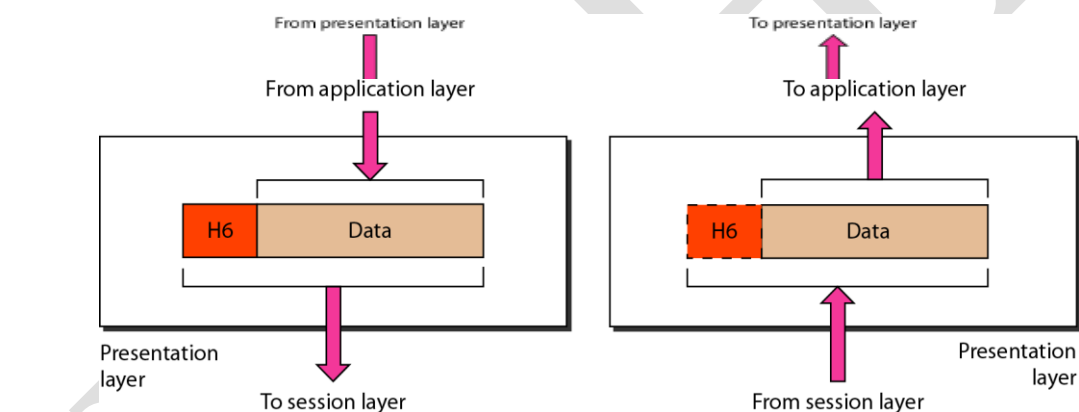 From presentation layer
To presentation layer
From application layer
To application layer
H6
Data
H6
Data
Presentation
layer
Presentation
layer
To session layer
From session layer